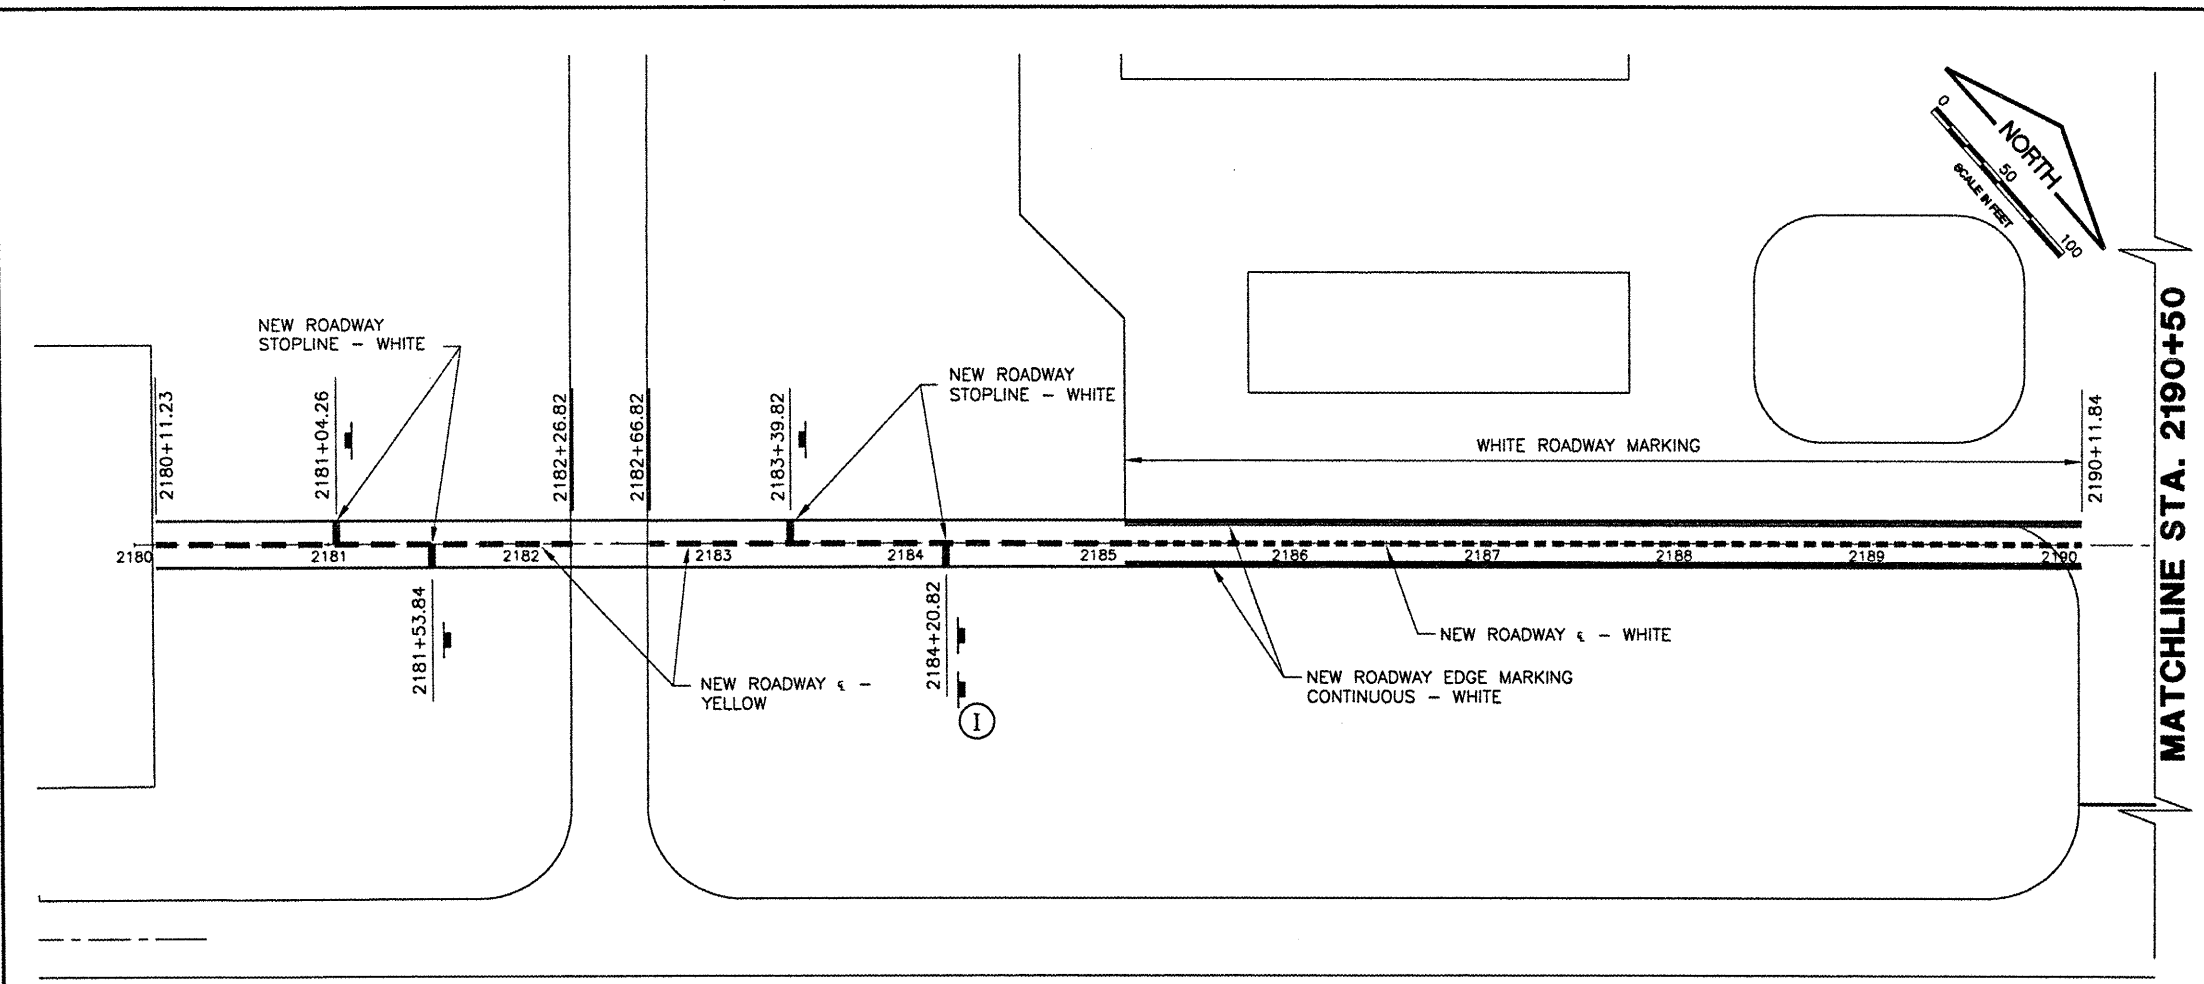 0
NORTH
50
SCALE IN FEET
100
MATCHLINE STA. 2190+50
NEW ROADWAY
STOPLINE - WHITE
NEW ROADWAY
STOPLINE - WHITE
2180+11.23
2181+04.26
2182+26.82
2182+66.82
2183+39.82
WHITE ROADWAY MARKING
2190+11.84
2180
2181
2182
2183
2184
2185
2186
2187
2188
2189
2190
2181+53.84
2184+20.82
NEW ROADWAY ℄ - WHITE
NEW ROADWAY ℄ -
YELLOW
NEW ROADWAY EDGE MARKING
CONTINUOUS - WHITE
I